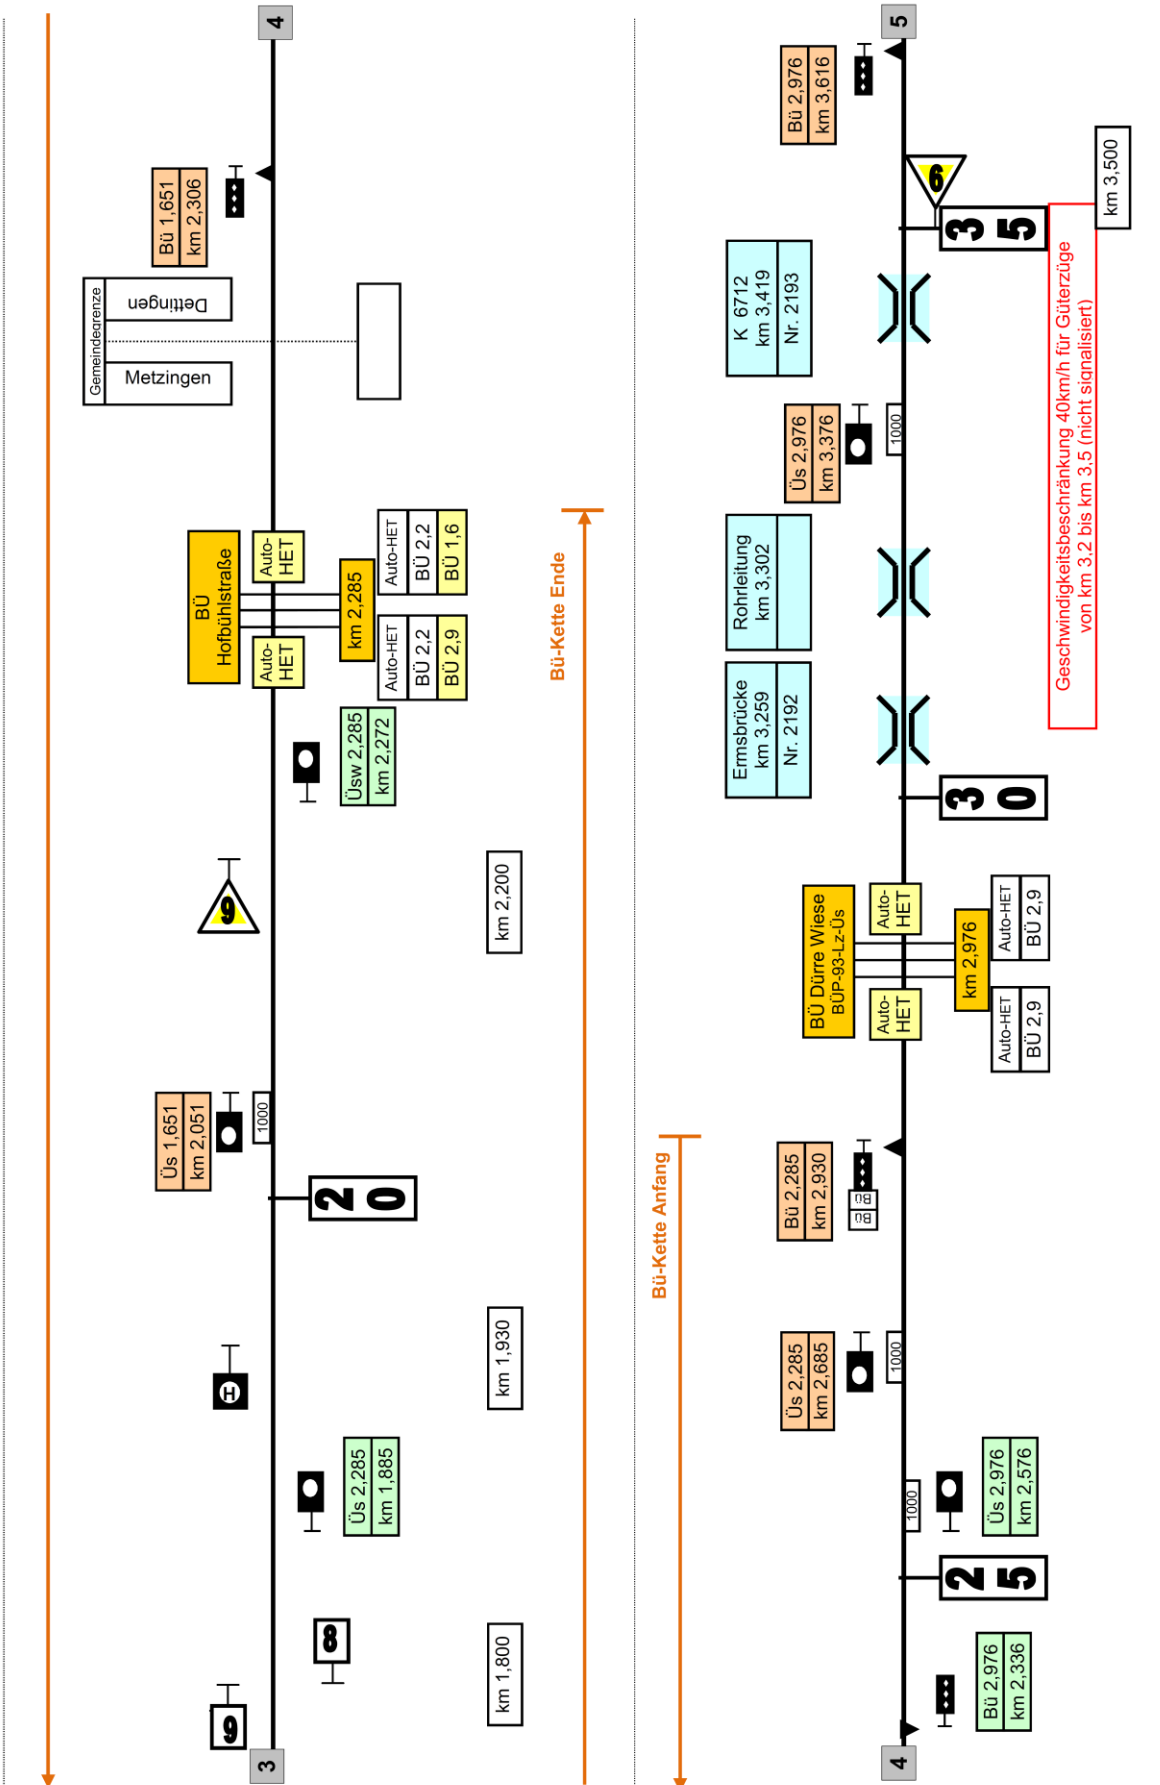 3
9
8
km 1,800
Üs 2,285
km 1,885
H
km 1,930
20
Üs 1,651
km 2,051
1000
9
km 2,200
Üsw 2,285
km 2,272
BÜ
Hofbühlstraße
Auto-
HET
Auto-
HET
km 2,285
Auto-HET
BÜ 2,2
BÜ 2,9
Auto-HET
BÜ 2,2
BÜ 1,6
Bü-Kette Ende
Gemeindegrenze
Metzingen
Dettingen
Bü 1,651
km 2,306
4
4
Bü 2,976
km 2,336
25
1000
Üs 2,976
km 2,576
Üs 2,285
km 2,685
1000
Bü-Kette Anfang
Bü 2,285
km 2,930
Bü
Bü
BÜ Dürre Wiese
BÜP-93-Lz-Üs
Auto-
HET
Auto-
HET
km 2,976
Auto-HET
BÜ 2,9
Auto-HET
BÜ 2,9
30
Ermsbrücke
km 3,259
Nr. 2192
Rohrleitung
km 3,302
Üs 2,976
km 3,376
1000
K 6712
km 3,419
Nr. 2193
Geschwindigkeitsbeschränkung 40km/h für Güterzüge
von km 3,2 bis km 3,5 (nicht signalisiert)
35
6
km 3,500
Bü 2,976
km 3,616
5